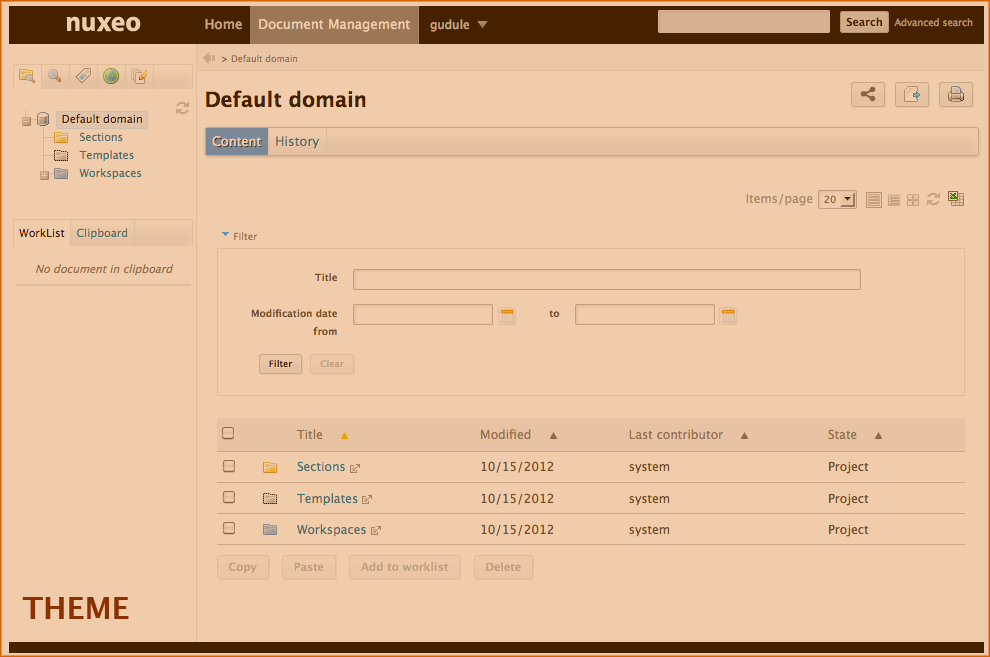 nuxeo Home Document Management gudule Search Advanced search
> Default domain
Default domain
Default domain
Sections
Templates
Workspaces
WorkList Clipboard
No document in clipboard
Content History
Items/page 20
Filter
Title
Modification date
from
to
Filter Clear
Title Modified Last contributor State
Sections 10/15/2012 system Project
Templates 10/15/2012 system Project
Workspaces 10/15/2012 system Project
Copy Paste Add to worklist Delete
THEME